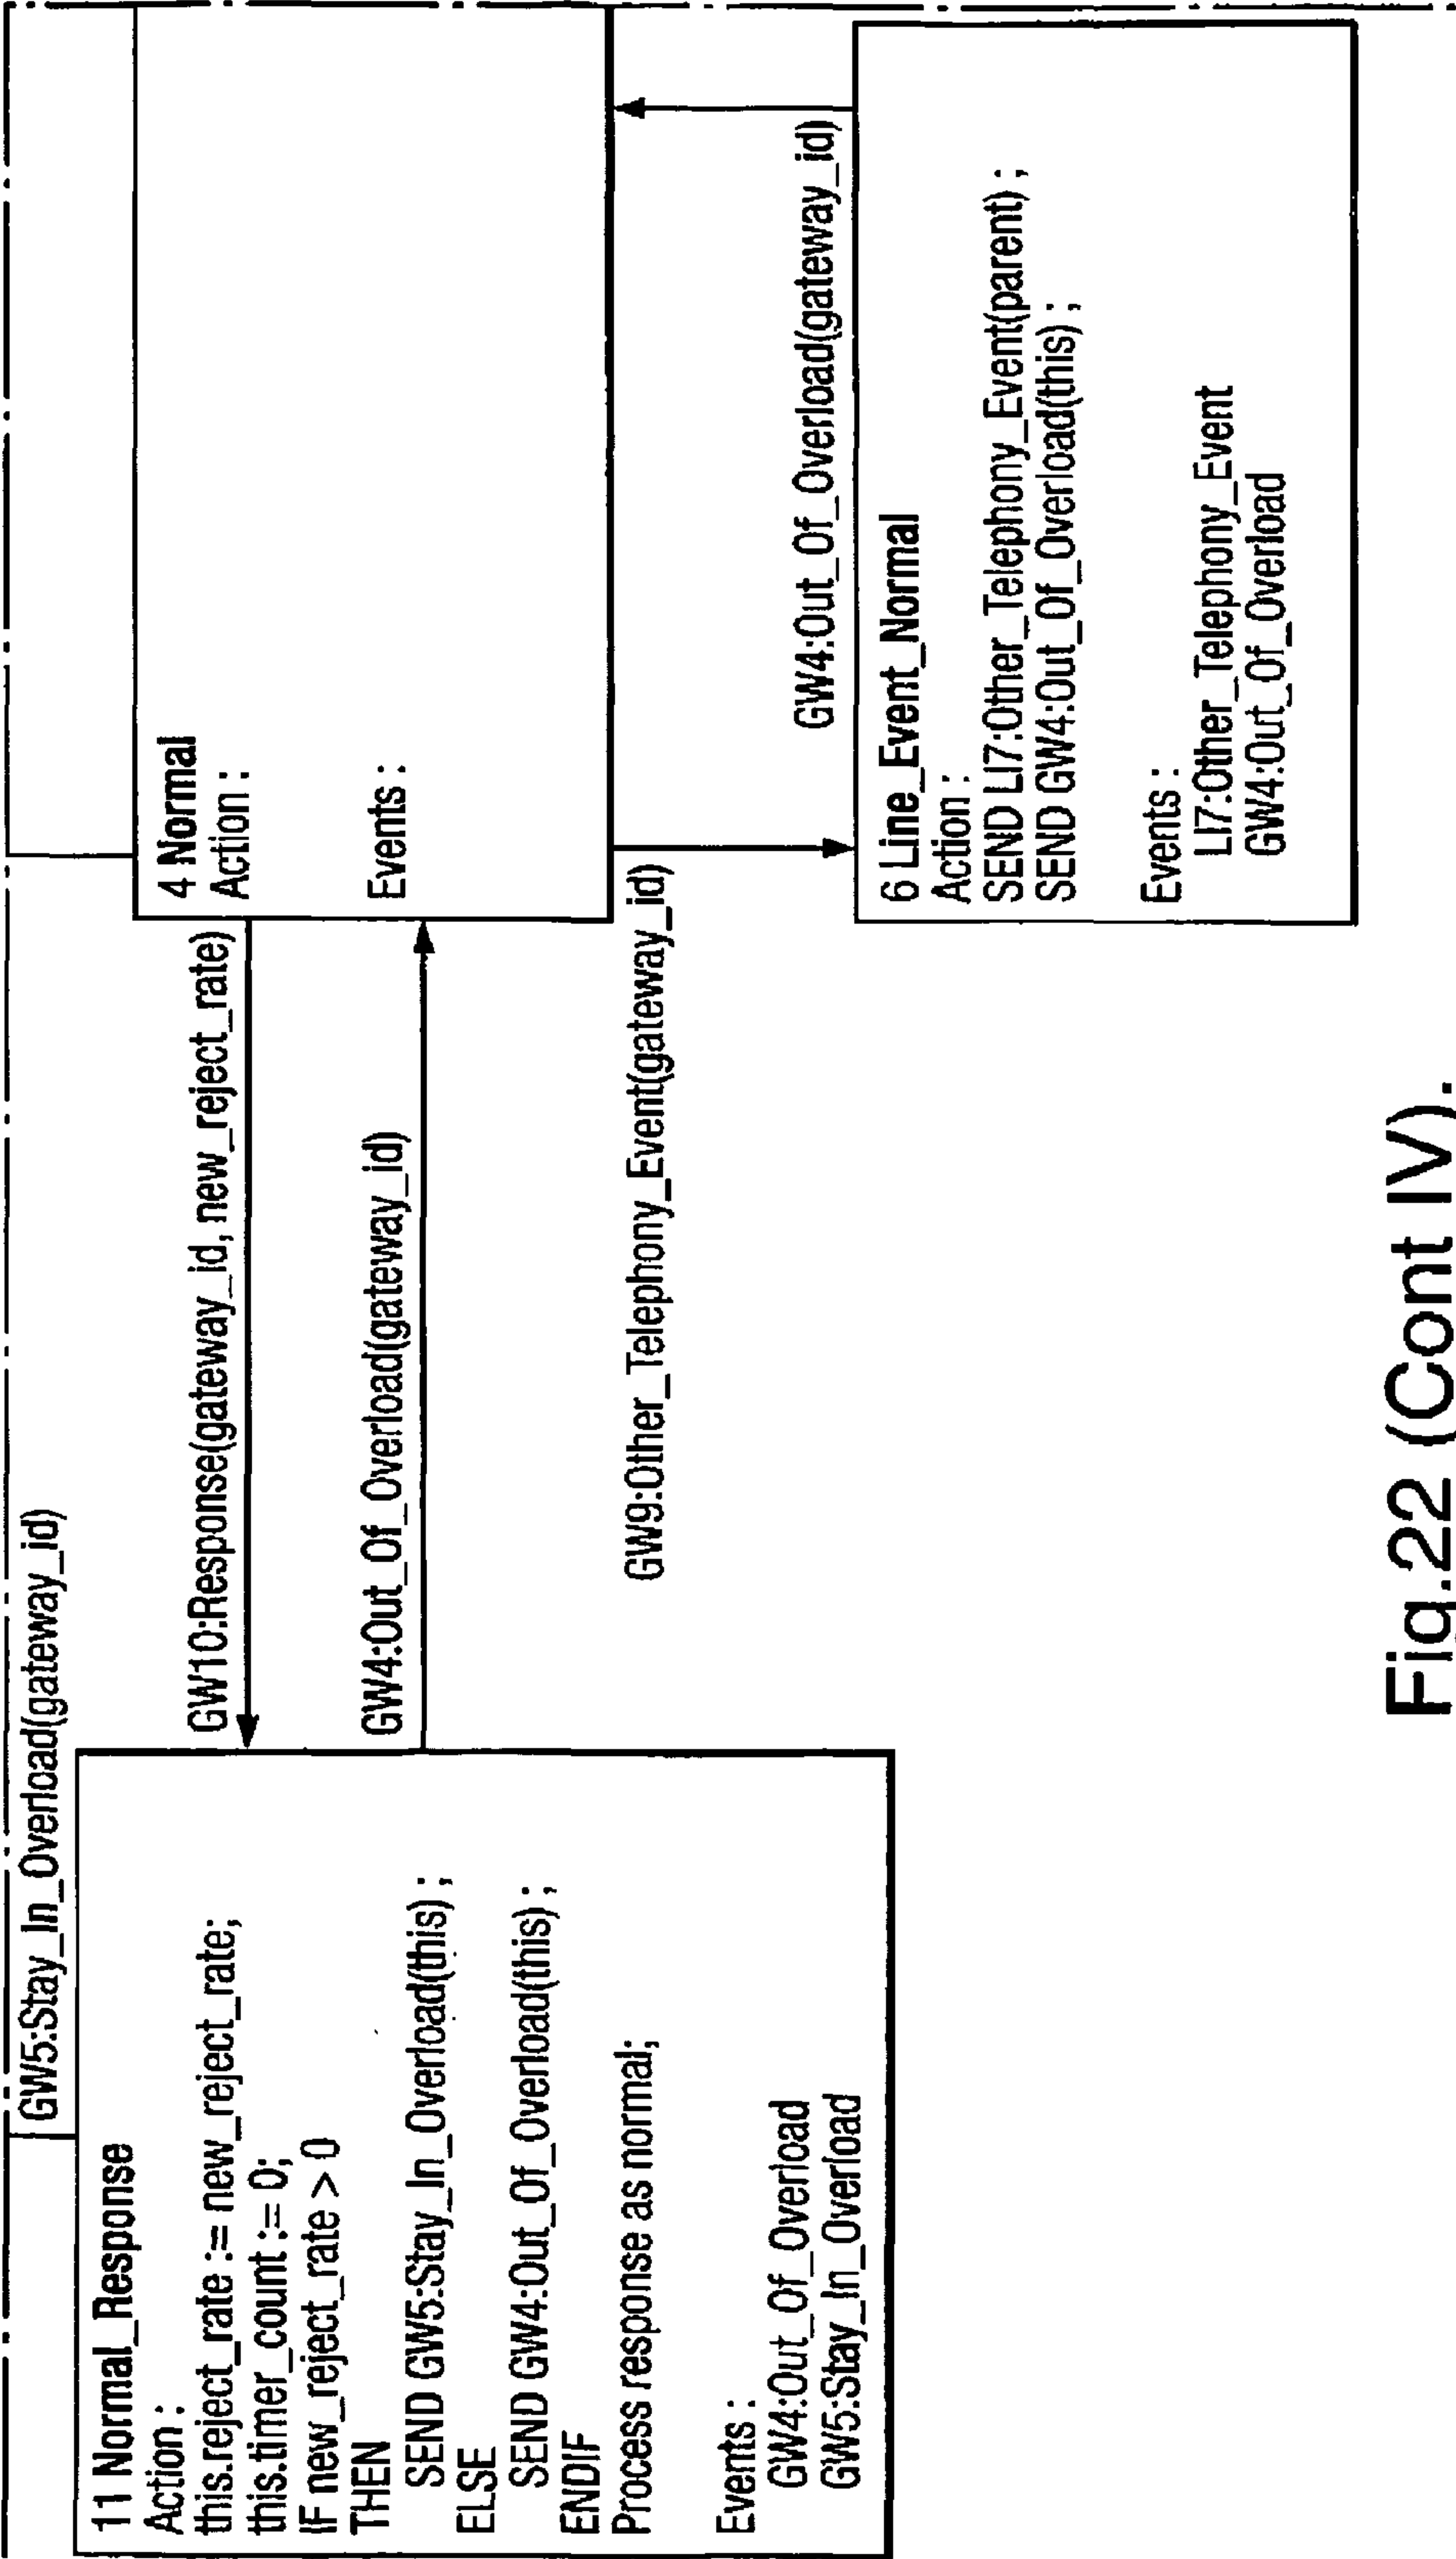 GW5:Stay_In_Overload(gateway_id)
11 Normal_Response
Action :
this.reject_rate := new_reject_rate;
this.timer_count := 0;
IF new_reject_rate > 0
THEN
SEND GW5:Stay_In_Overload(this) ;
ELSE
SEND GW4:Out_Of_Overload(this) ;
ENDIF
Process response as normal;
Events :
GW4:Out_Of_Overload
GW5:Stay_In_Overload
GW10:Response(gateway_id, new_reject_rate)
GW4:Out_Of_Overload(gateway_id)
4 Normal
Action :
Events :
GW9:Other_Telephony_Event(gateway_id)
GW4:Out_Of_Overload(gateway_id)
6 Line_Event_Normal
Action :
SEND LI7:Other_Telephony_Event(parent) ;
SEND GW4:Out_Of_Overload(this) ;
Events :
LI7:Other_Telephony_Event
GW4:Out_Of_Overload
Fig.22 (Cont IV).